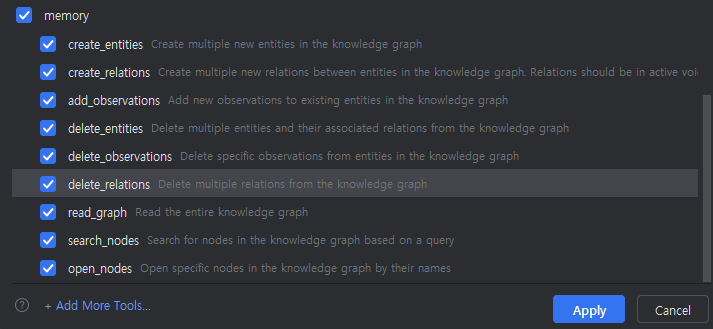 memory
create_entities Create multiple new entities in the knowledge graph
create_relations Create multiple new relations between entities in the knowledge graph. Relations should be in active voi
add_observations Add new observations to existing entities in the knowledge graph
delete_entities Delete multiple entities and their associated relations from the knowledge graph
delete_observations Delete specific observations from entities in the knowledge graph
delete_relations Delete multiple relations from the knowledge graph
read_graph Read the entire knowledge graph
search_nodes Search for nodes in the knowledge graph based on a query
open_nodes Open specific nodes in the knowledge graph by their names
? + Add More Tools... Apply Cancel